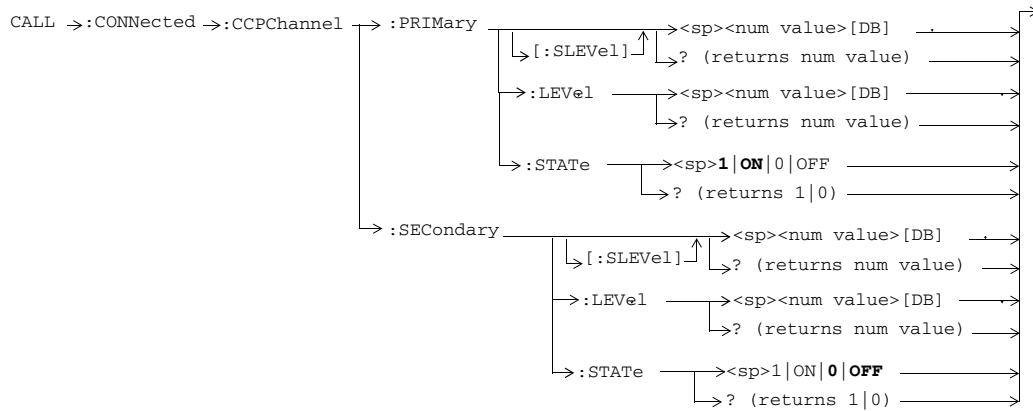 CALL :CONNected :CCPChannel :PRIMary <sp><num value>[DB]
[:SLEVel] ? (returns num value)
:LEVel <sp><num value>[DB]
? (returns num value)
:STATe <sp>1|ON|0|OFF
? (returns 1|0)
:SECondary <sp><num value>[DB]
[:SLEVel] ? (returns num value)
:LEVel <sp><num value>[DB]
? (returns num value)
:STATe <sp>1|ON|0|OFF
? (returns 1|0)